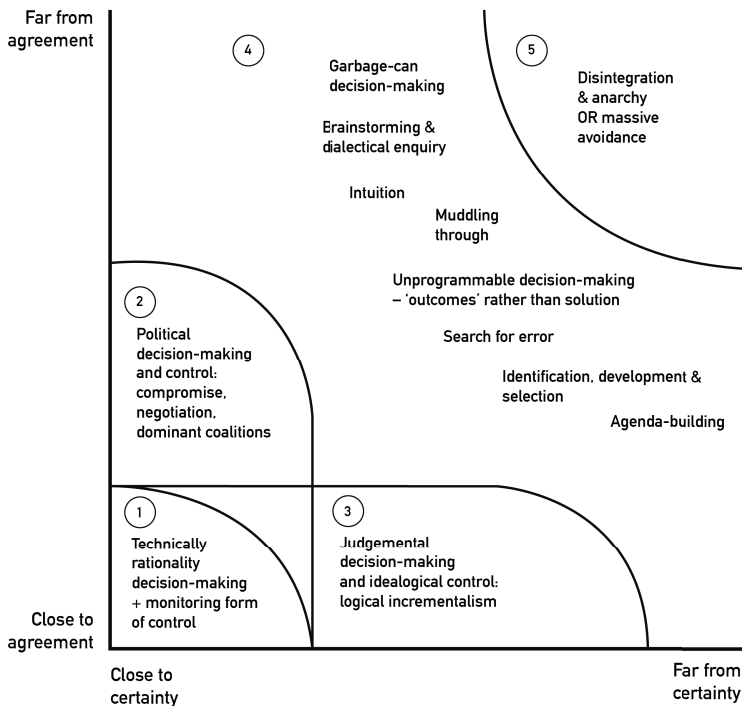 Far from
agreement
4
Garbage-can
decision-making
Brainstorming &
dialectical enquiry
Intuition
Muddling
through
Unprogrammable decision-making
– ‘outcomes’ rather than solution
Search for error
Identification, development &
selection
Agenda-building
5
Disintegration
& anarchy
OR massive
avoidance
2
Political
decision-making
and control:
compromise,
negotiation,
dominant coalitions
1
Technically
rationality
decision-making
+ monitoring form
of control
3
Judgemental
decision-making
and idealogical control:
logical incrementalism
Close to
agreement
Close to
certainty
Far from
certainty